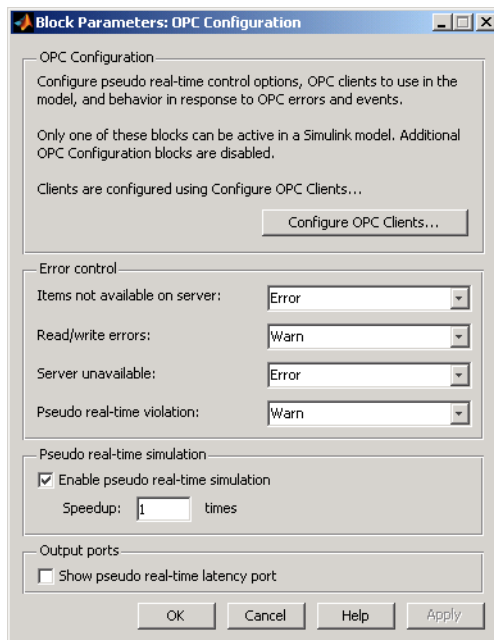 Block Parameters: OPC Configuration
OPC Configuration
Configure pseudo real-time control options, OPC clients to use in the
model, and behavior in response to OPC errors and events.
Only one of these blocks can be active in a Simulink model. Additional
OPC Configuration blocks are disabled.
Clients are configured using Configure OPC Clients...
Configure OPC Clients...
Error control
Items not available on server: Error
Read/write errors: Warn
Server unavailable: Error
Pseudo real-time violation: Warn
Pseudo real-time simulation
Enable pseudo real-time simulation
Speedup: 1 times
Output ports
Show pseudo real-time latency port
OK Cancel Help Apply